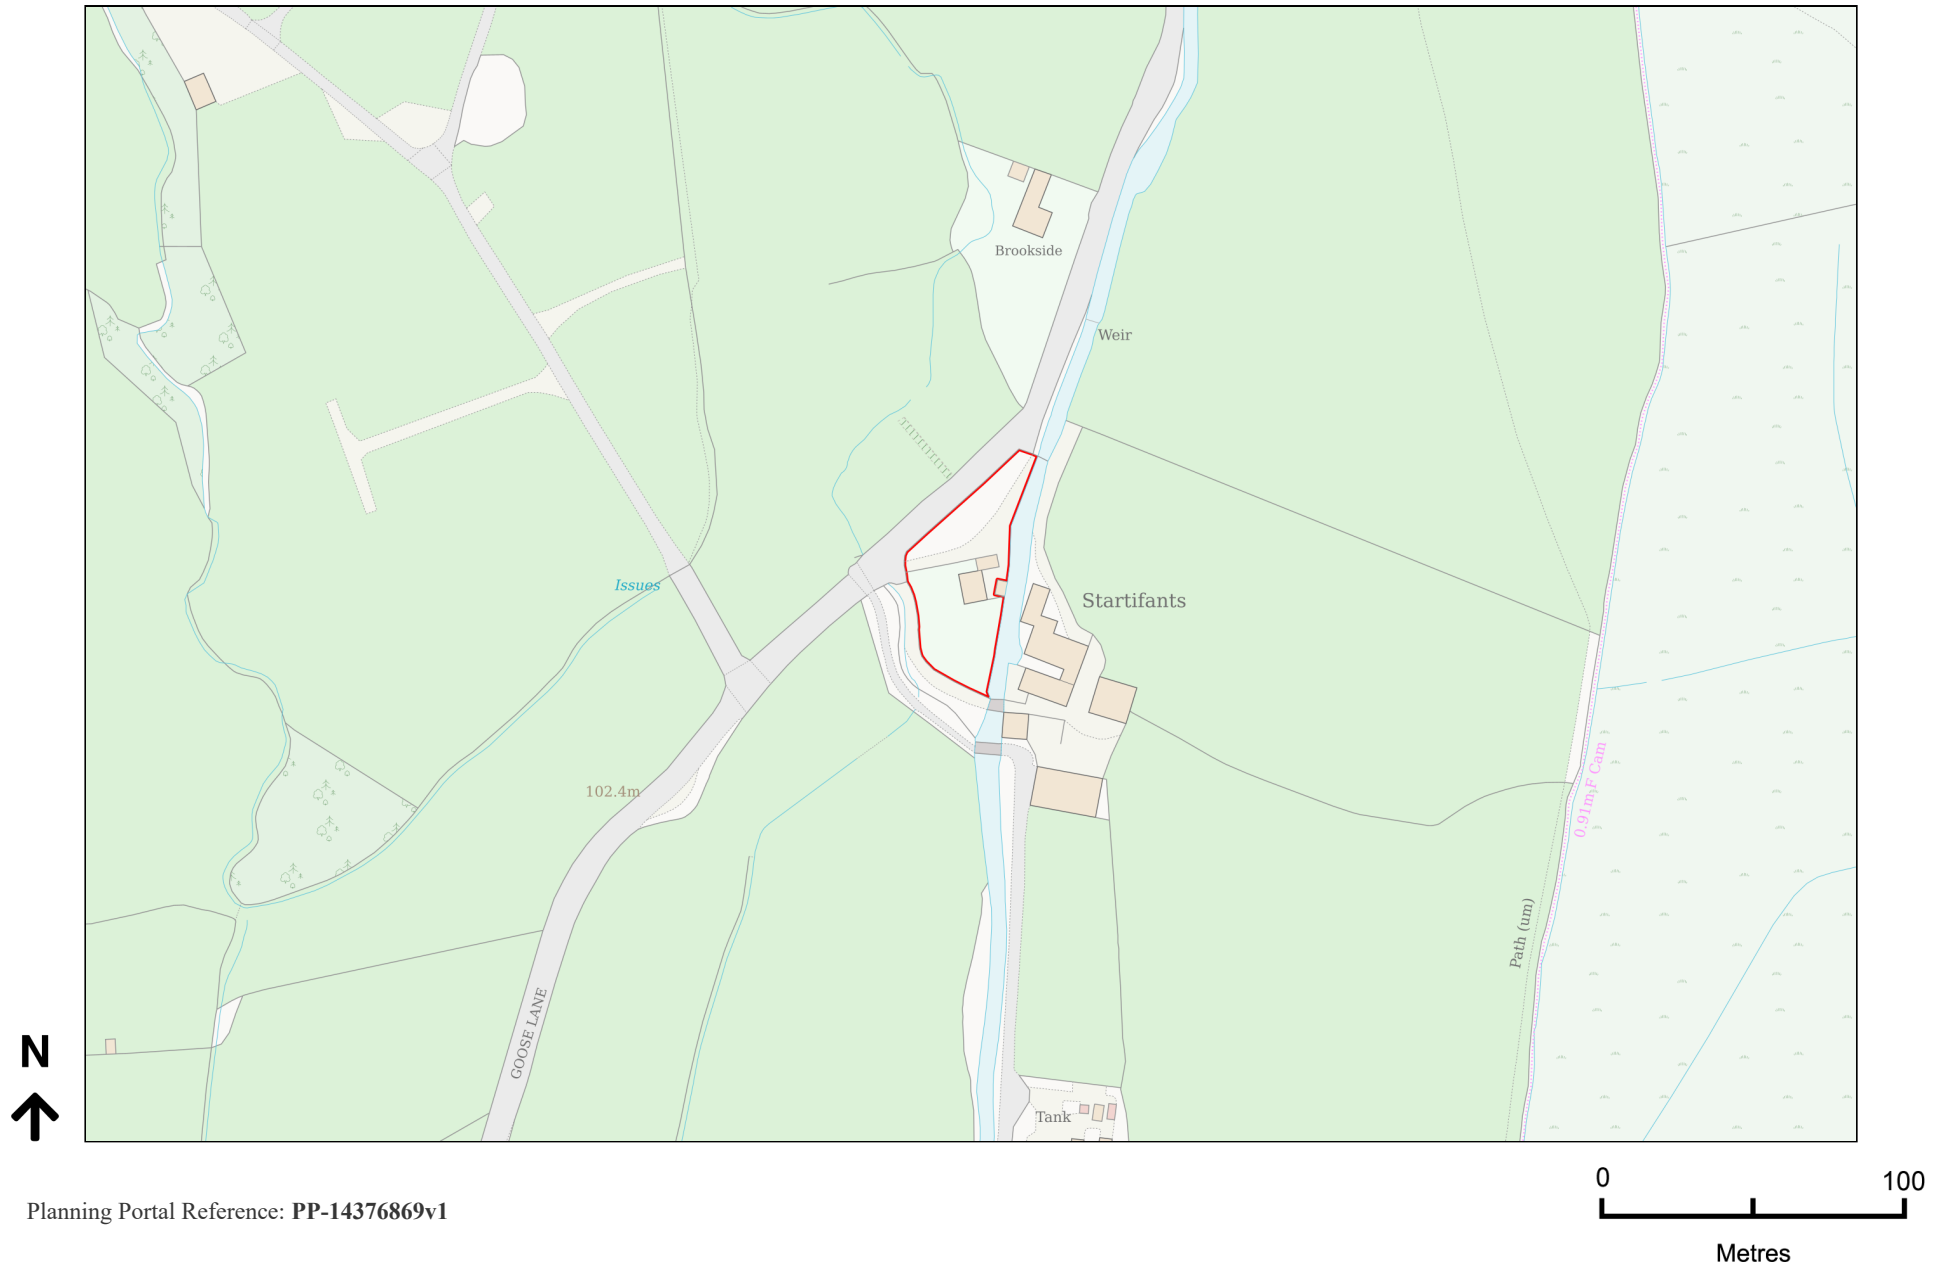 Brookside
Weir
Issues
Startifants
102.4m
0.91m F Cam
Path (um)
GOOSE LANE
Tank
N
0 100
Metres
Planning Portal Reference: PP-14376869v1